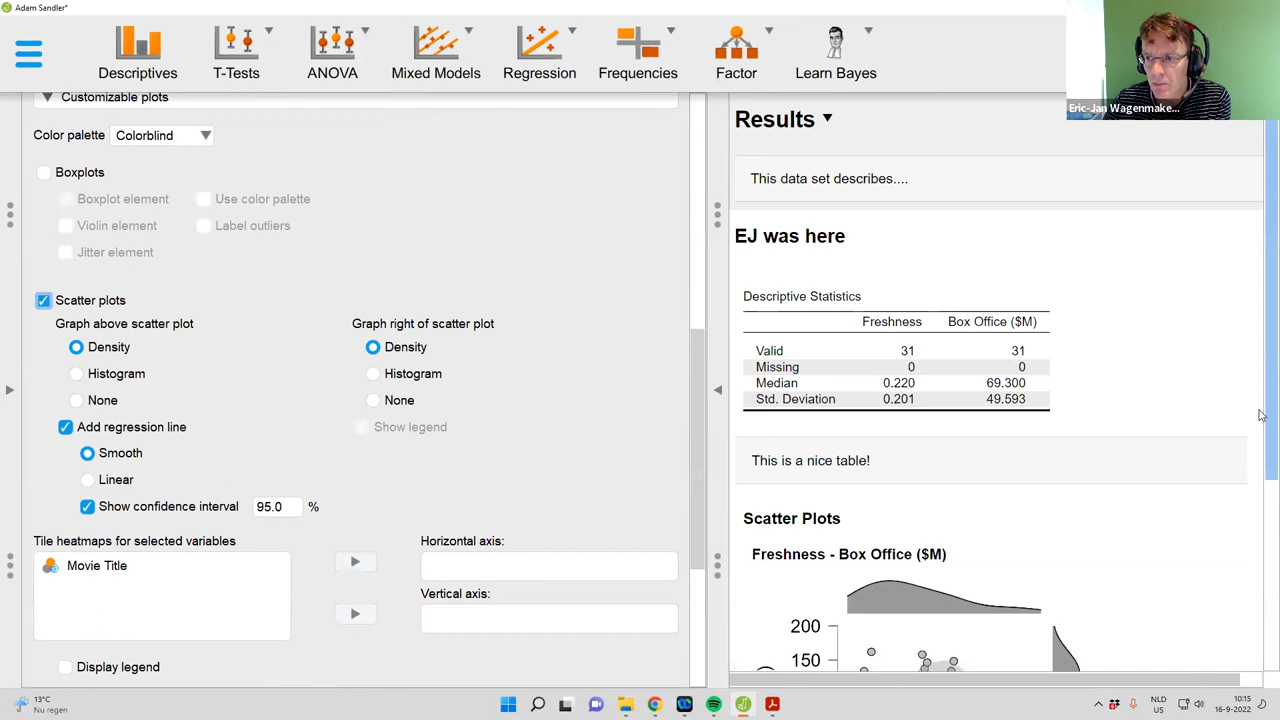 Adam Sandler*
Descriptives
T-Tests
ANOVA
Mixed Models
Regression
Frequencies
Factor
Learn Bayes
Eric-Jan Wagenmake...
Customizable plots
Color palette
Colorblind
Boxplots
Boxplot element
Use color palette
Violin element
Label outliers
Jitter element
Scatter plots
Graph above scatter plot
Graph right of scatter plot
Density
Density
Histogram
Histogram
None
None
Add regression line
Show legend
Smooth
Linear
Show confidence interval 95.0 %
Tile heatmaps for selected variables
Horizontal axis:
Movie Title
Vertical axis:
Display legend
Results
This data set describes....
EJ was here
Descriptive Statistics
Freshness Box Office ($M)
Valid 31 31
Missing 0 0
Median 0.220 69.300
Std. Deviation 0.201 49.593
This is a nice table!
Scatter Plots
Freshness - Box Office ($M)
200
150
13°C
Nu regen
NLD
US
10:15
16-9-2022